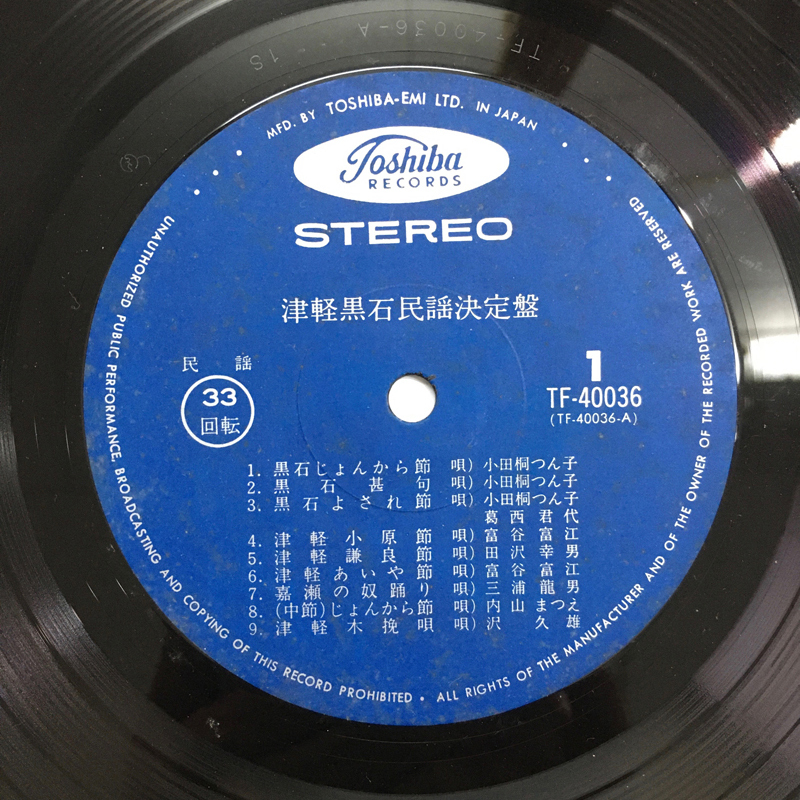 TF-40036-A 1S
MFD. BY TOSHIBA-EMI LTD. IN JAPAN
Toshiba
RECORDS
STEREO
津軽黒石民謡決定盤
民謡
33
回転
1
TF-40036
(TF-40036-A)
1. 黒石じょんから節 唄) 小田桐つん子
2. 黒石甚句 唄) 小田桐つん子
3. 黒石よされ節 唄) 小田桐つん子
葛西君代
4. 津軽小原節 唄) 富谷富江
5. 津軽謙良節 唄) 田沢幸男
6. 津軽あいや節 唄) 富谷富江
7. 嘉瀬の奴踊り 唄) 三浦龍男
8. (中節)じょんから節 唄) 内山まつえ
9. 津軽木挽唄 唄) 沢久雄
UNAUTHORIZED PUBLIC PERFORMANCE, BROADCASTING AND COPYING OF THIS RECORD PROHIBITED • ALL RIGHTS OF THE MANUFACTURER AND OF THE OWNER OF THE RECORDED WORK ARE RESERVED